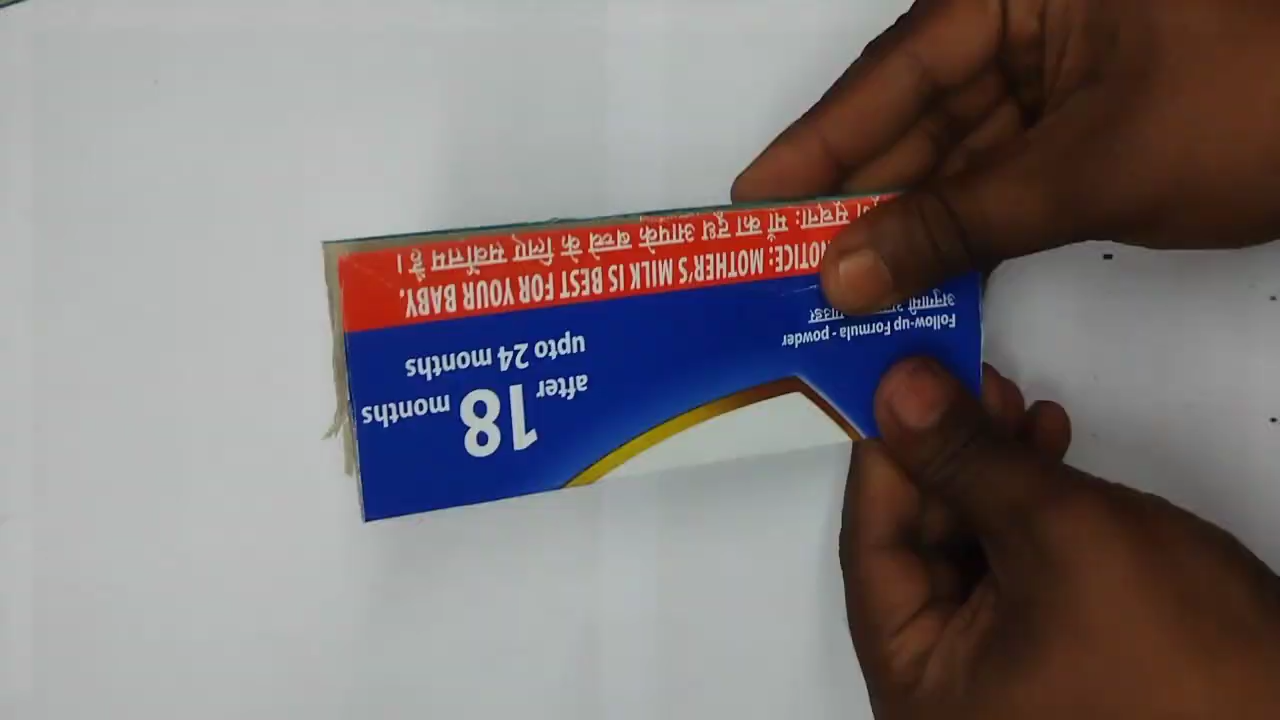 Follow-up Formula - powder
अनुगामी
after
18 months
upto 24 months
NOTICE: MOTHER'S MILK IS BEST FOR YOUR BABY.
सूचना: माँ का दूध आपके बच्चे के लिए सर्वोत्तम है।